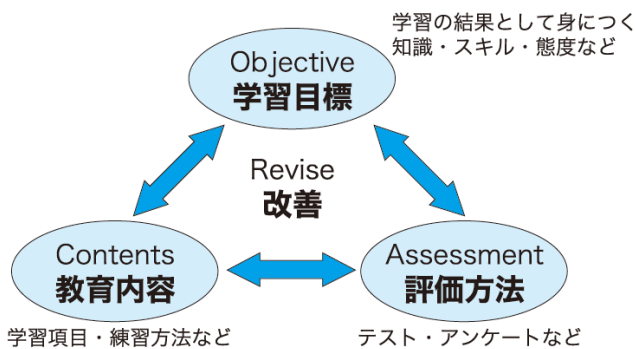 学習の結果として身につく
知識・スキル・態度など
Objective
学習目標
Revise
改善
Contents
教育内容
Assessment
評価方法
学習項目・練習方法など
テスト・アンケートなど